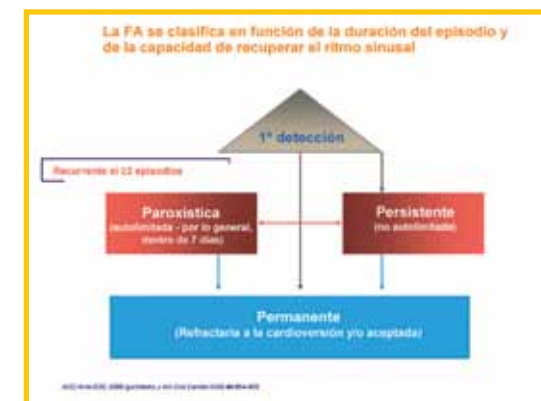 La FA se clasifica en función de la duración del episodio y
de la capacidad de recuperar el ritmo sinusal
1ª detección
Recurrente si ≥2 episodios
Paroxística
(autolimitada - por lo general,
dentro de 7 días)
Persistente
(no autolimitada)
Permanente
(Refractaria a la cardioversión y/o aceptada)